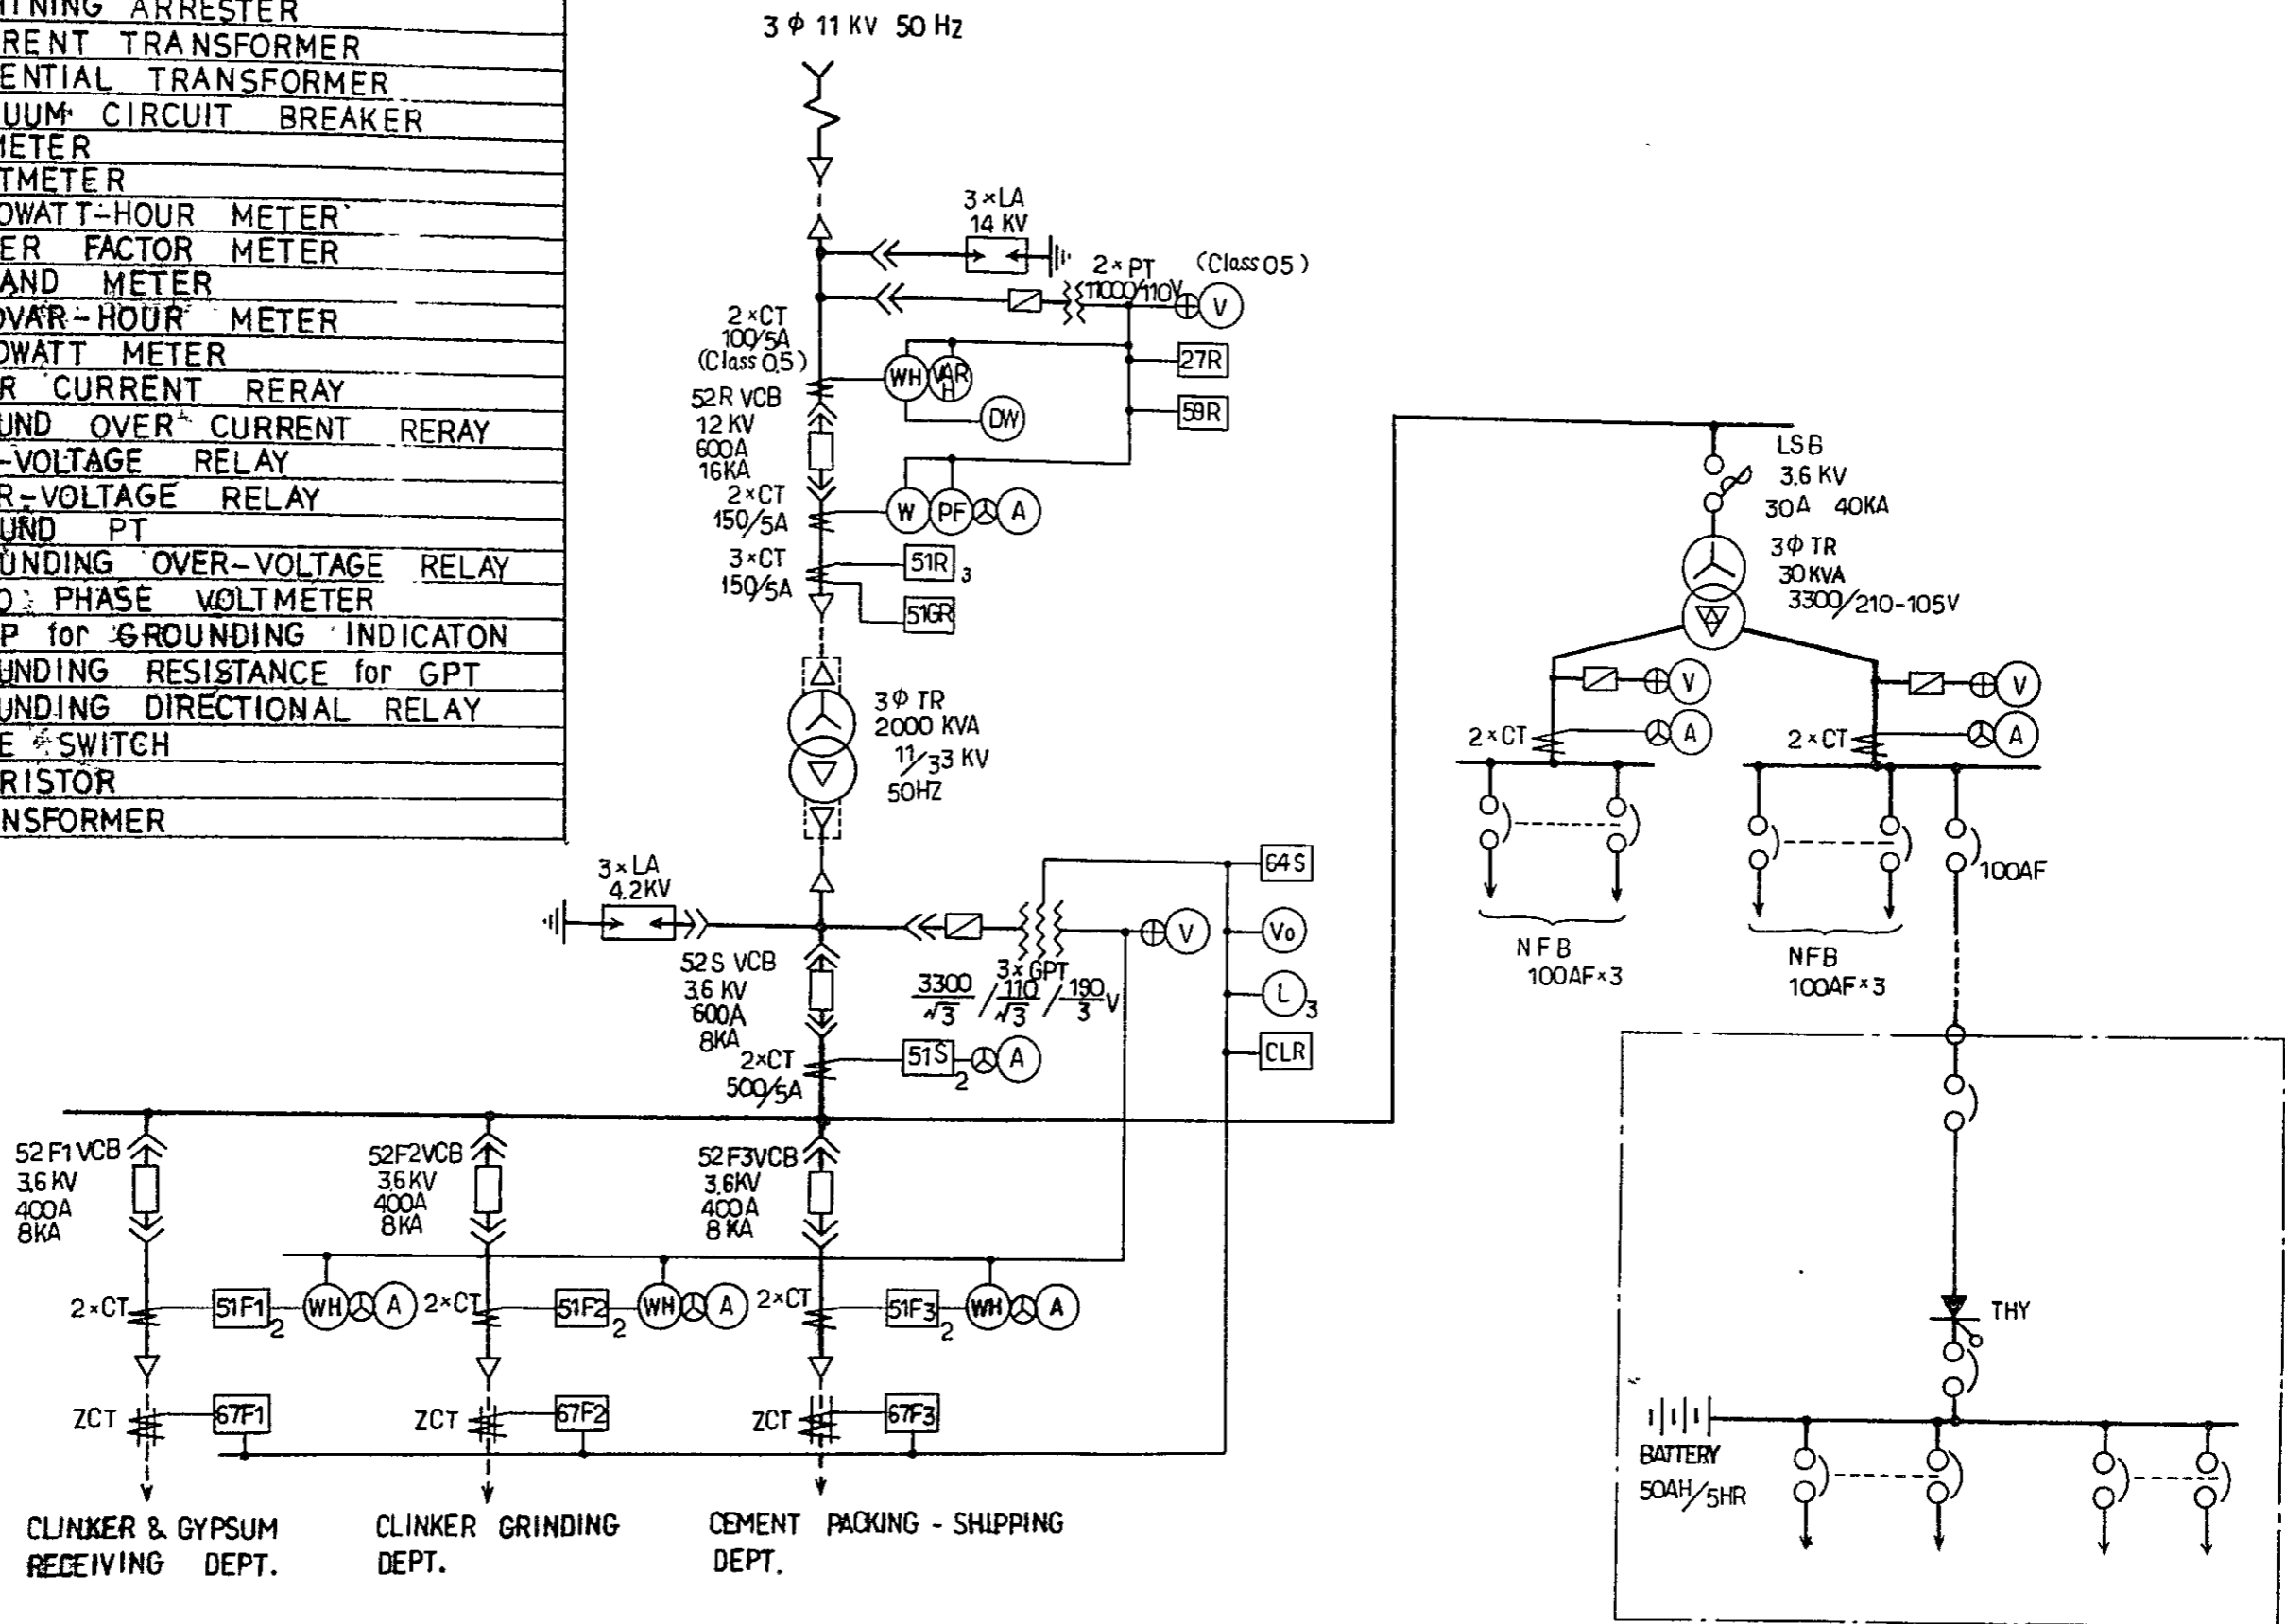 HTNING ARRESTER
RENT TRANSFORMER
ENTIAL TRANSFORMER
UUM CIRCUIT BREAKER
METER
TMETER
OWATT-HOUR METER
ER FACTOR METER
AND METER
OVAR-HOUR METER
OWATT METER
R CURRENT RERAY
UND OVER CURRENT RERAY
-VOLTAGE RELAY
R-VOLTAGE RELAY
UND PT
UNDING OVER-VOLTAGE RELAY
O PHASE VOLTMETER
P for GROUNDING INDICATON
UNDING RESISTANCE for GPT
UNDING DIRECTIONAL RELAY
E SWITCH
RISTOR
NSFORMER
3 φ 11 KV 50 Hz
3×LA
14 KV
2×PT (Class 05)
11000/110V
V
2×CT
100/5A
(Class 0.5)
WH
VAR
H
DW
27R
59R
52R VCB
12 KV
600A
16KA
2×CT
150/5A
W
PF
A
3×CT
150/5A
51R
3
51GR
3φ TR
2000 KVA
11/33 KV
50HZ
3×LA
4.2KV
64S
V
Vo
L
3
CLR
3×GPT
3300/√3 / 110/√3 / 190/3 V
52S VCB
3.6 KV
600A
8KA
2×CT
500/5A
51S
2
A
52F1VCB
3.6 KV
400A
8KA
52F2VCB
3.6KV
400A
8KA
52F3VCB
3.6KV
400A
8KA
2×CT
51F1
2
WH
A
2×CT
51F2
2
WH
A
2×CT
51F3
2
WH
A
ZCT
67F1
ZCT
67F2
ZCT
67F3
CLINKER & GYPSUM
RECEIVING DEPT.
CLINKER GRINDING
DEPT.
CEMENT PACKING - SHIPPING
DEPT.
LSB
3.6 KV
30A 40KA
3φ TR
30KVA
3300/210-105V
V
V
2×CT
A
2×CT
A
100AF
NFB
100AF×3
NFB
100AF×3
THY
BATTERY
50AH/5HR